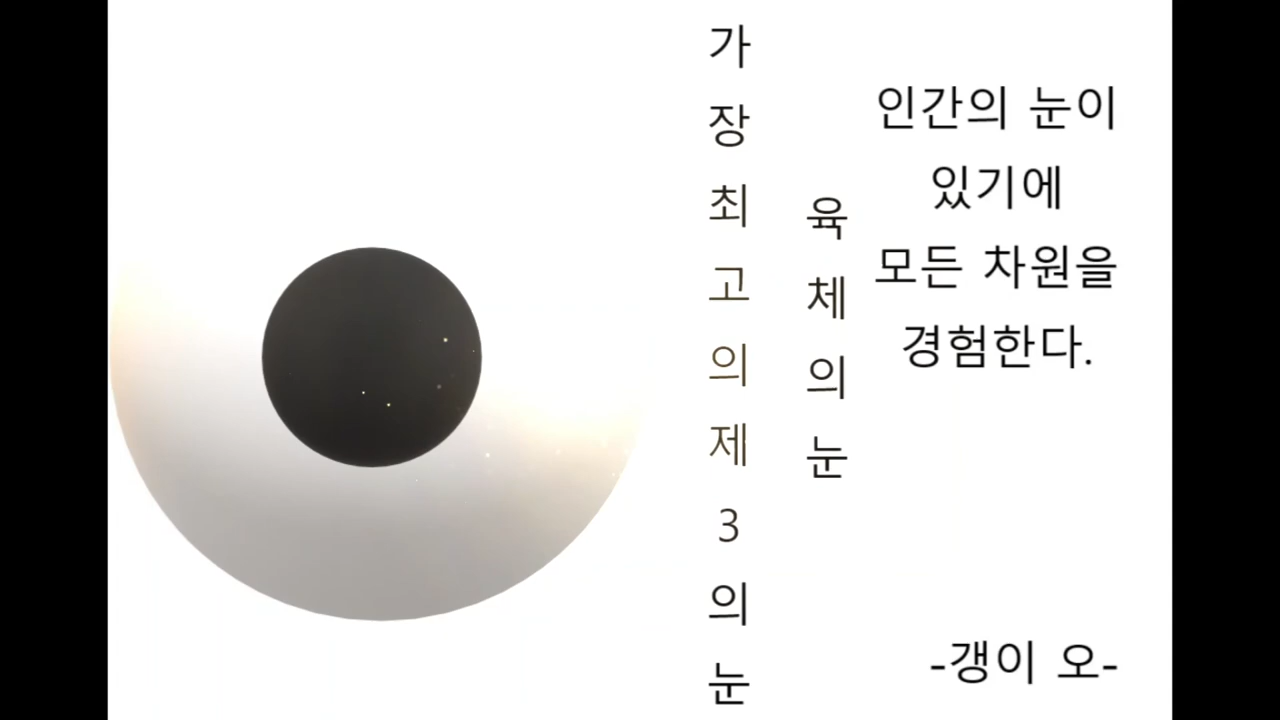 가장최고의제3의눈
육체의눈
인간의 눈이
있기에
모든 차원을
경험한다.
-갱이 오-